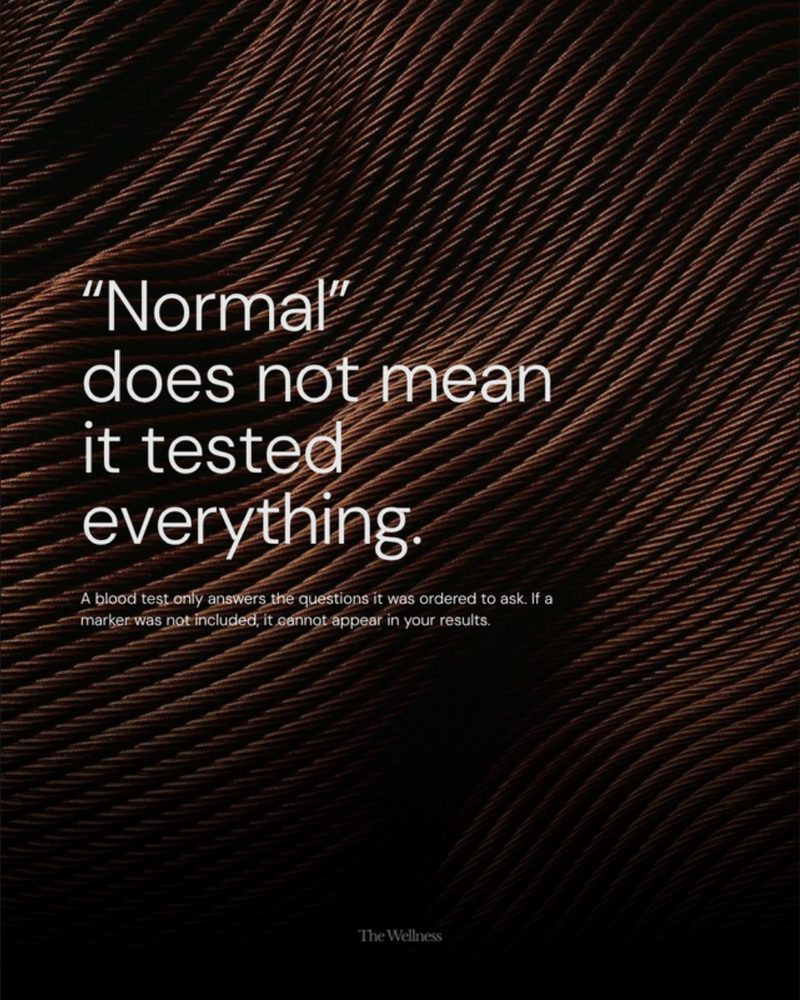 “Normal”
does not mean
it tested
everything.
A blood test only answers the questions it was ordered to ask. If a
marker was not included, it cannot appear in your results.
The Wellness